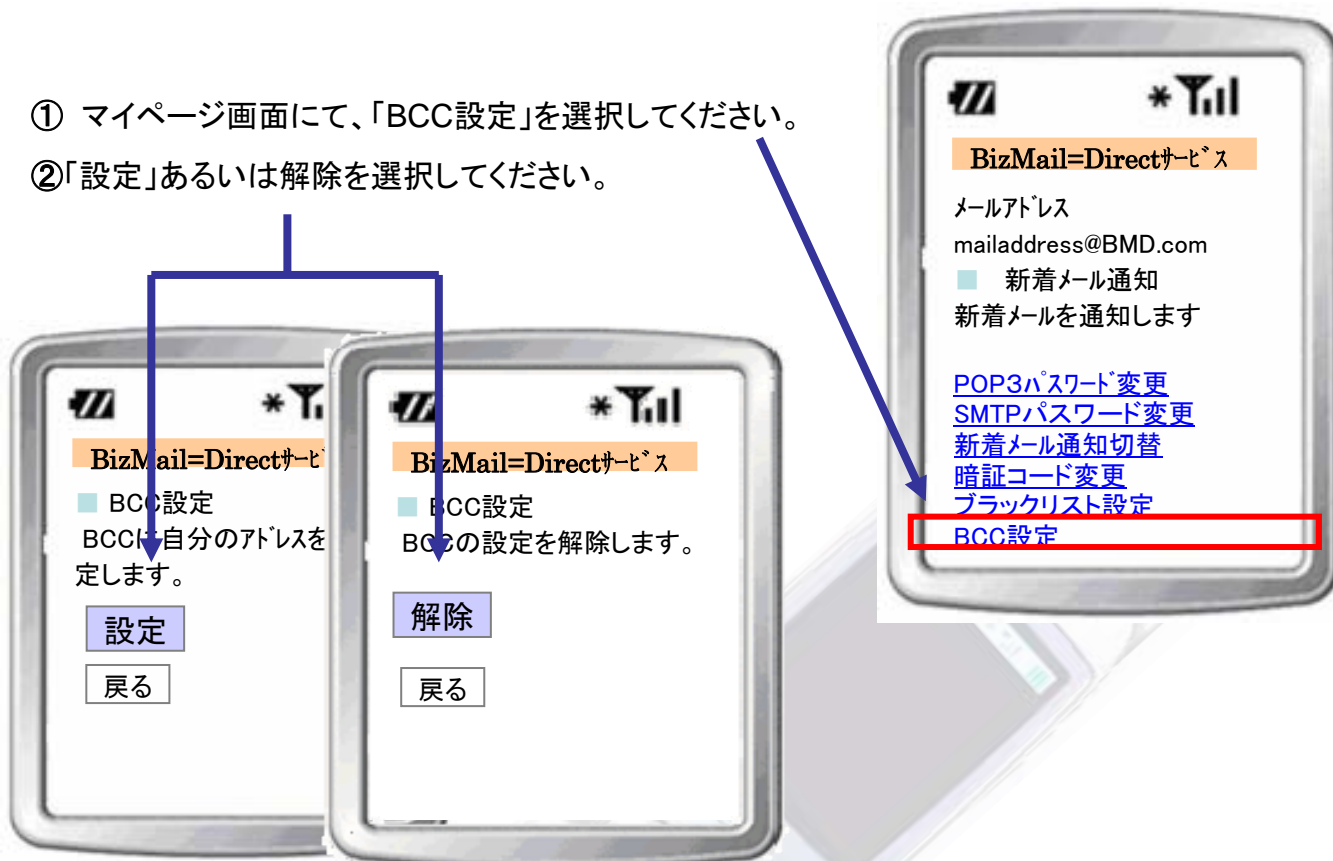 ① マイページ画面にて、「BCC設定」を選択してください。
②「設定」あるいは解除を選択してください。
BizMail=Directｻｰﾋﾞｽ
メールアドレス
mailaddress@BMD.com
新着メール通知
新着メールを通知します
POP3パスワード変更
SMTPパスワード変更
新着メール通知切替
暗証コード変更
ブラックリスト設定
BCC設定
BizMail=Directｻｰﾋﾞ
BCC設定
BCCに自分のアドレスを
定します。
設定
戻る
BizMail=Directｻｰﾋﾞｽ
BCC設定
BCCの設定を解除します。
解除
戻る